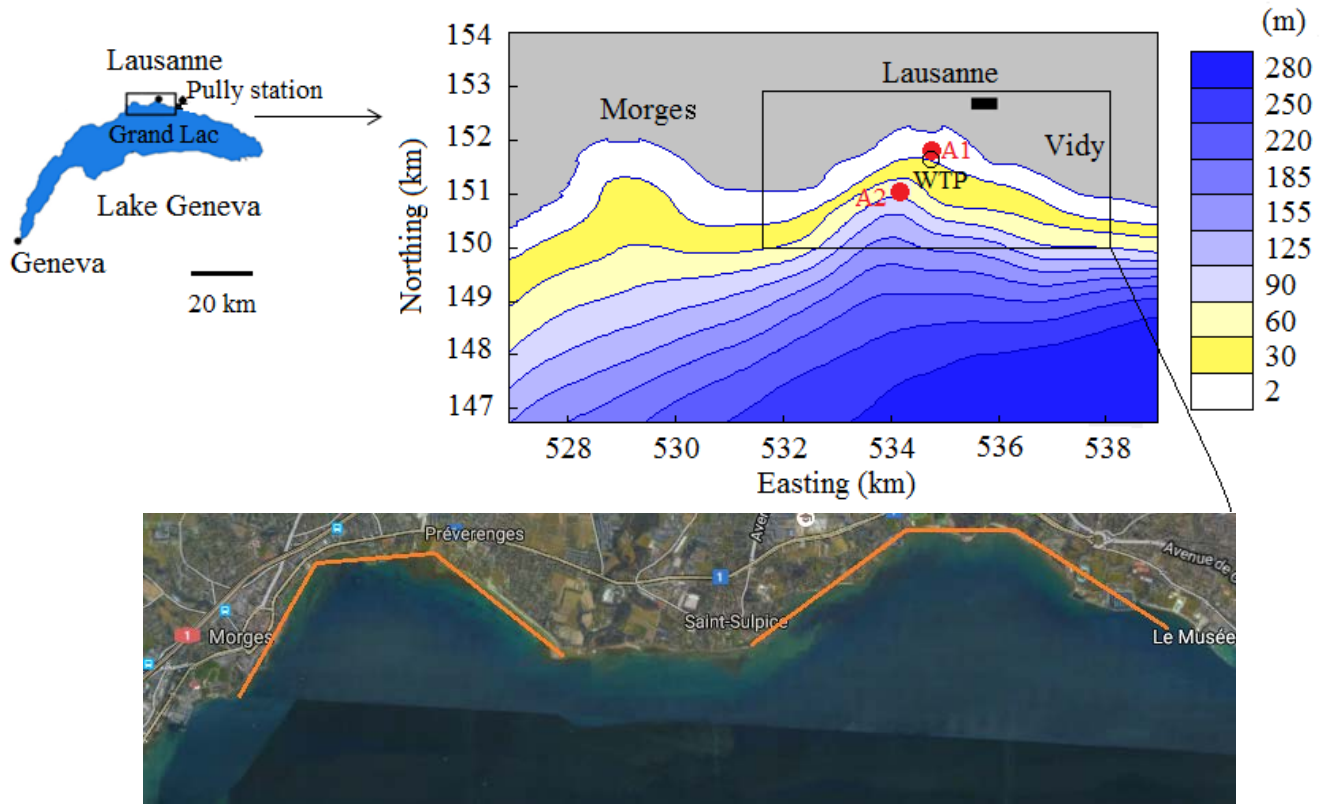 Lausanne
Pully station
Grand Lac
Lake Geneva
Geneva
20 km
154
153
152
151
150
149
148
147
Northing (km)
Lausanne
Morges
Vidy
A1
WTP
A2
528
530
532
534
536
538
Easting (km)
(m)
280
250
220
185
155
125
90
60
30
2
Préverenges
1
Saint-Sulpice
1
Morges
Le Musée
Avenue de
Aven